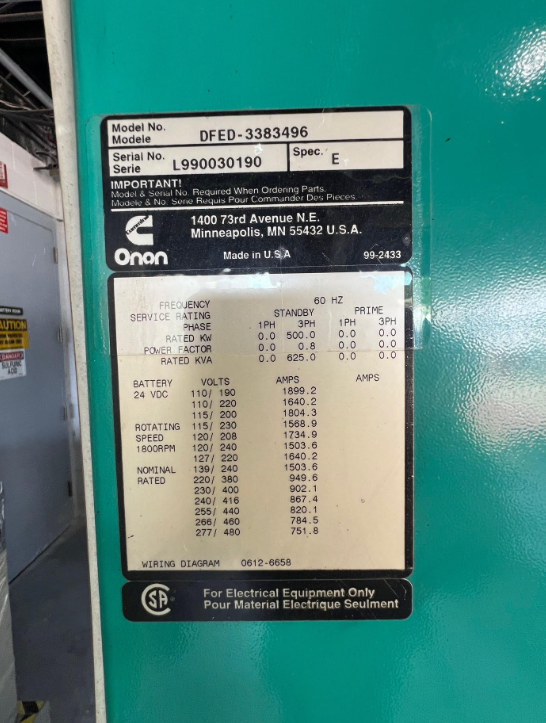 Model No.
Modele
DFED-3383496
Serial No.
Serie
L990030190
Spec.
E
IMPORTANT!
Model & Serial No. Required When Ordering Parts.
Modele & No. Serie Requis Pour Commander Des Pieces.
1400 73rd Avenue N.E.
Minneapolis, MN 55432 U.S.A.
Onan
Made in U.S.A
99-2433
FREQUENCY 60 HZ
SERVICE RATING STANDBY PRIME
PHASE 1PH 3PH 1PH 3PH
RATED KW 0.0 500.0 0.0 0.0
POWER FACTOR 0.0 0.8 0.0 0.0
RATED KVA 0.0 625.0 0.0 0.0
BATTERY VOLTS AMPS AMPS
24 VDC 110/ 190 1899.2
110/ 220 1640.2
115/ 200 1804.3
ROTATING 115/ 230 1568.9
SPEED 120/ 208 1734.9
1800RPM 120/ 240 1503.6
127/ 220 1640.2
NOMINAL 139/ 240 1503.6
RATED 220/ 380 949.6
230/ 400 902.1
240/ 416 867.4
255/ 440 820.1
266/ 460 784.5
277/ 480 751.8
WIRING DIAGRAM 0612-6658
For Electrical Equipment Only
Pour Material Electrique Seulment
CAUTION
DANGER
SULFURIC
ACID